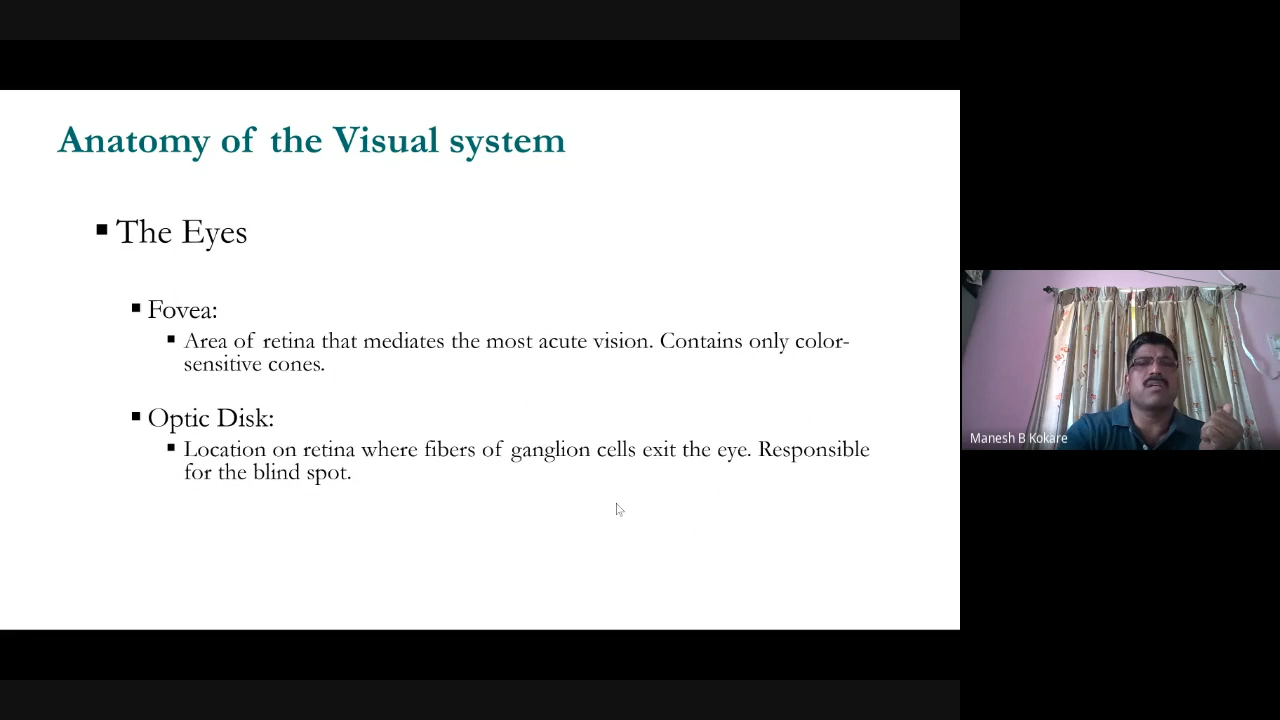 Anatomy of the Visual system
▪ The Eyes
▪ Fovea:
▪ Area of retina that mediates the most acute vision. Contains only color-
sensitive cones.
▪ Optic Disk:
▪ Location on retina where fibers of ganglion cells exit the eye. Responsible
for the blind spot.
Manesh B Kokare